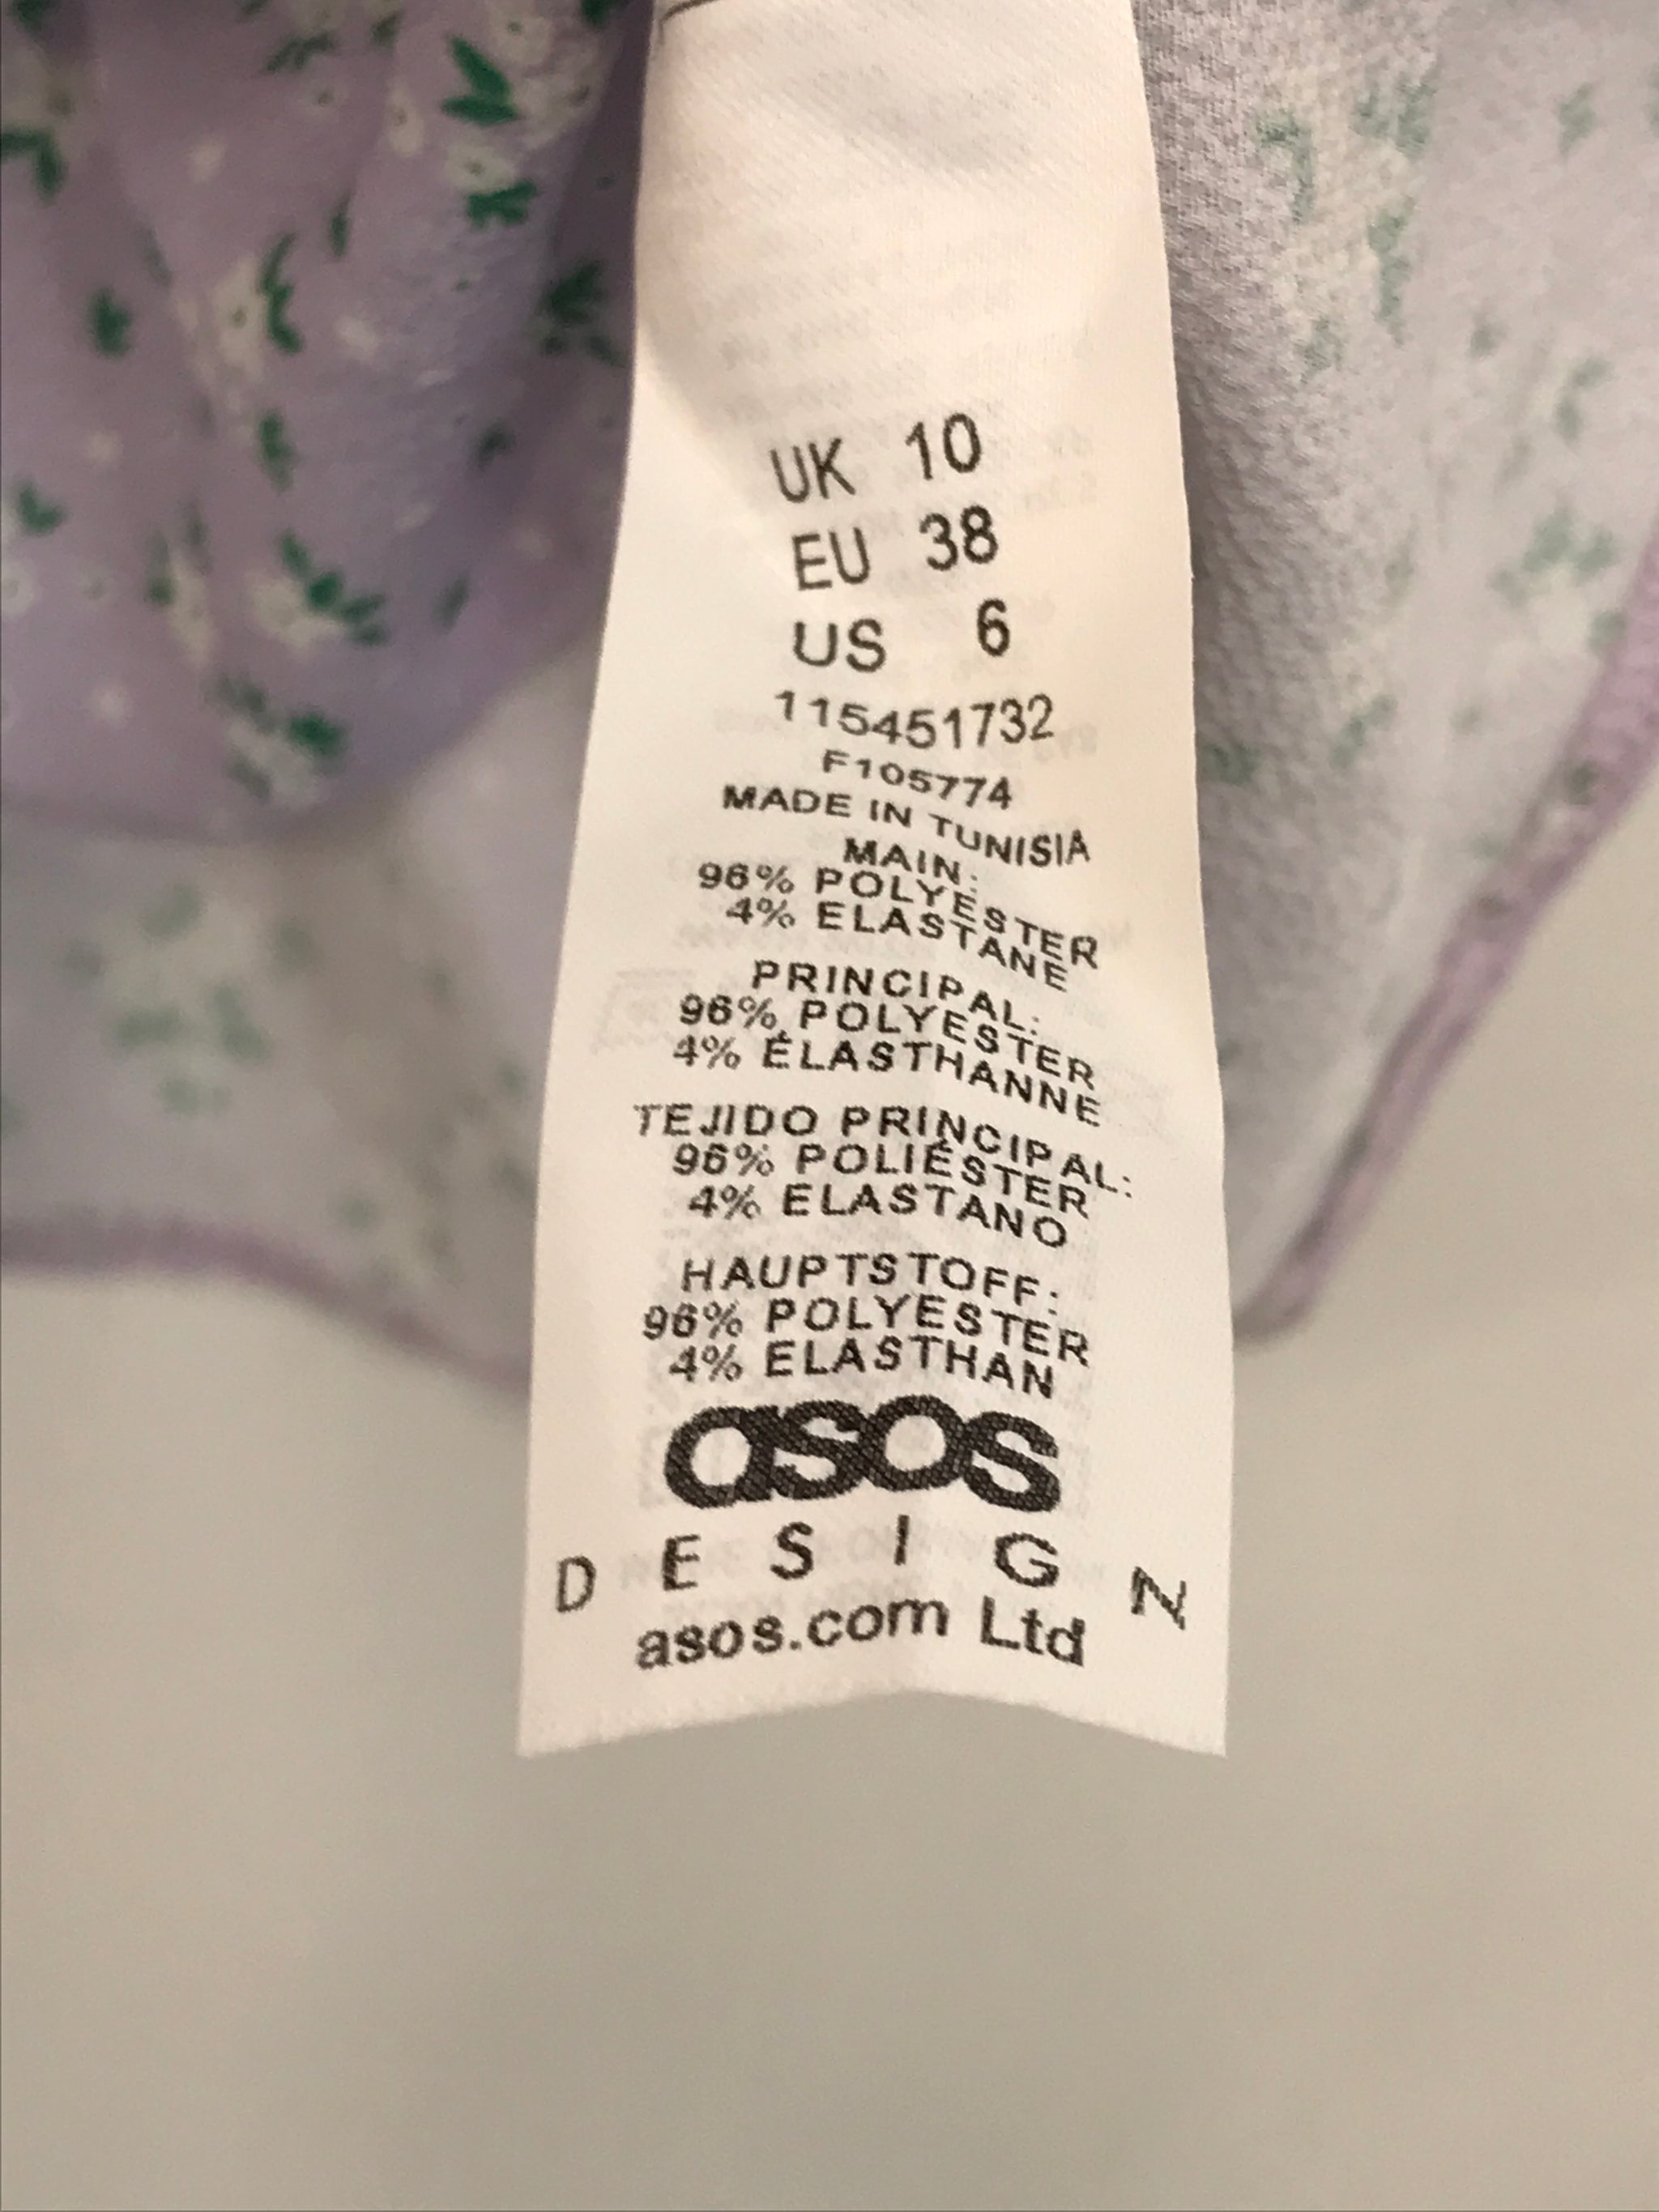 UK 10
EU 38
US 6
115451732
F105774
MADE IN TUNISIA
MAIN:
96% POLYESTER
4% ELASTANE
PRINCIPAL:
96% POLYESTER
4% ÉLASTHANNE
TEJIDO PRINCIPAL:
96% POLIÉSTER
4% ELASTANO
HAUPTSTOFF:
96% POLYESTER
4% ELASTHAN
asos
DESIGN
asos.com Ltd